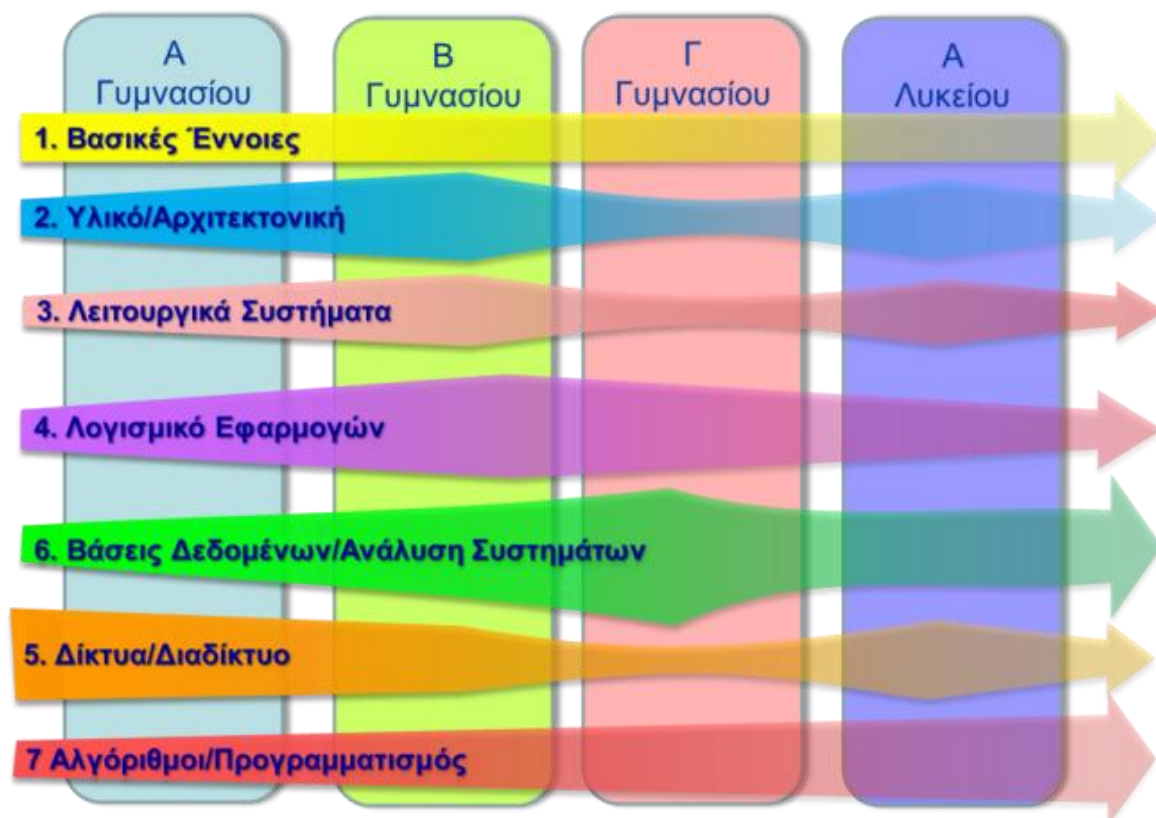 Α
Γυμνασίου
Β
Γυμνασίου
Γ
Γυμνασίου
Α
Λυκείου
1. Βασικές Έννοιες
2. Υλικό/Αρχιτεκτονική
3. Λειτουργικά Συστήματα
4. Λογισμικό Εφαρμογών
6. Βάσεις Δεδομένων/Ανάλυση Συστημάτων
5. Δίκτυα/Διαδίκτυο
7 Αλγόριθμοι/Προγραμματισμός